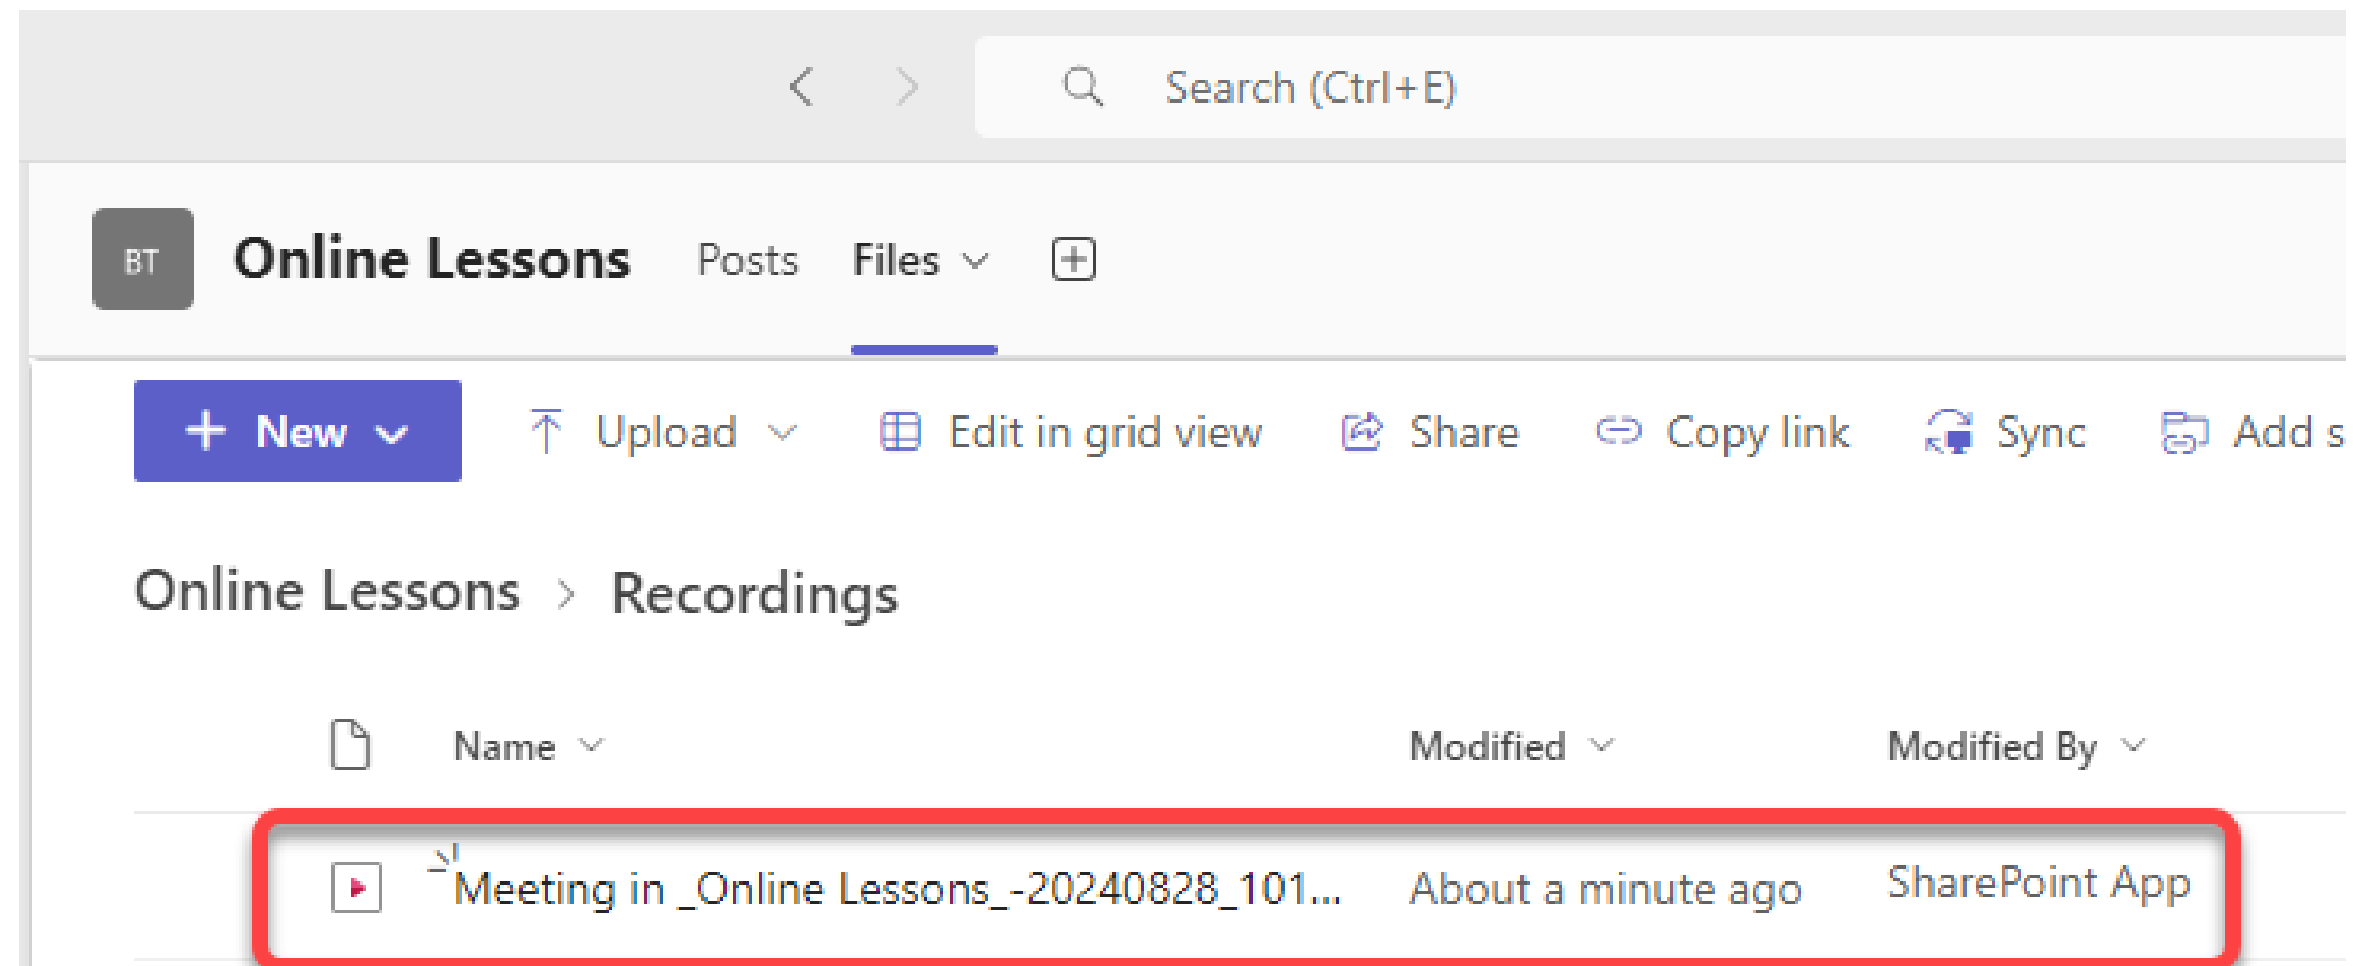 Search (Ctrl+E)
BT Online Lessons Posts Files
New Upload Edit in grid view Share Copy link Sync Add s
Online Lessons > Recordings
Name Modified Modified By
Meeting in _Online Lessons_-20240828_101... About a minute ago SharePoint App